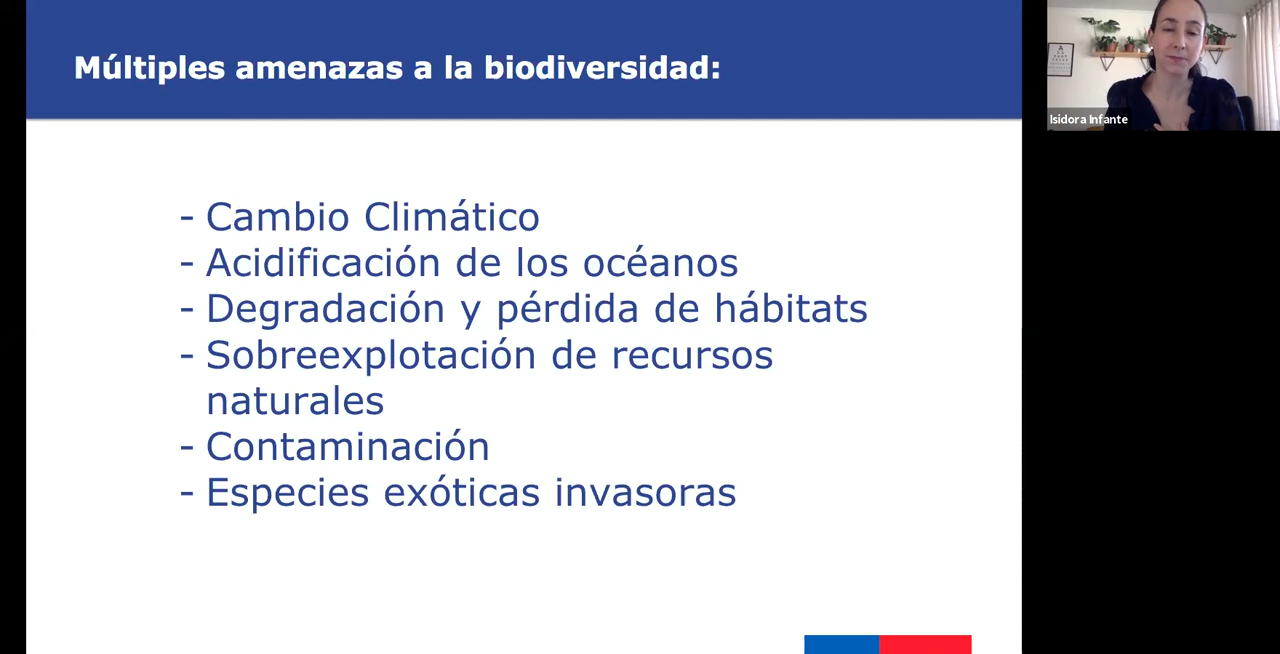 Múltiples amenazas a la biodiversidad:
- Cambio Climático
- Acidificación de los océanos
- Degradación y pérdida de hábitats
- Sobreexplotación de recursos
naturales
- Contaminación
- Especies exóticas invasoras
Isidora Infante